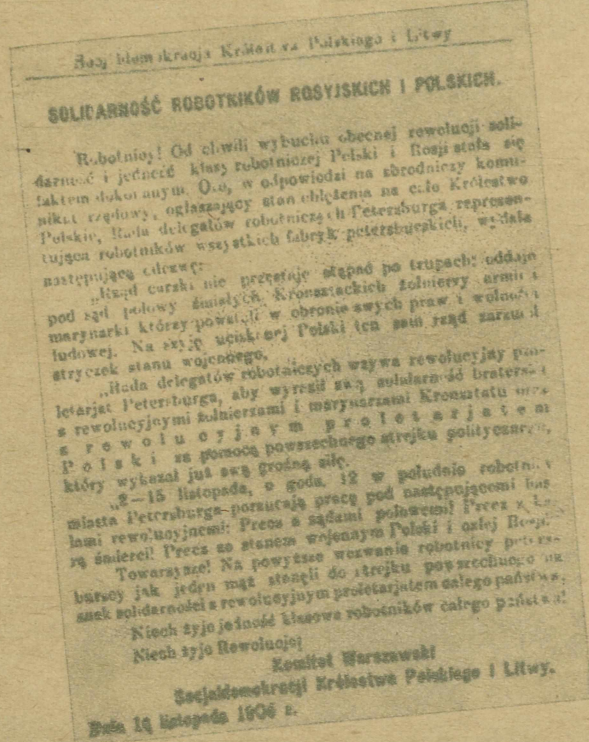 Socjaldemokracja Królestwa Polskiego i Litwy
SOLIDARNOŚĆ ROBOTNIKÓW ROSYJSKICH I POLSKICH.
Robotnicy! Od chwili wybuchu obecnej rewolucji soli-
darność i jedność klasy robotniczej Polski i Rosji stała się
faktem dokonanym. Oto, w odpowiedzi na zbrodniczy komu-
nikat rządowy, ogłaszający stan oblężenia na całe Królestwo
Polskie, Rada delegatów robotniczych Petersburga reprezen-
tująca robotników wszystkich fabryk petersburskich, wydała
następującą odezwę:
„Rząd carski nie przestaje stąpać po trupach: oddaje
pod sąd polowy śmiałych Kronsztackich żołnierzy armji i
marynarki którzy powstali w obronie swych praw i wolności
ludowej. Na szyję uciskanej Polski ten sam rząd zarzucił
stryczek stanu wojennego.
„Rada delegatów robotniczych wzywa rewolucyjny pro-
letarjat Petersburga, aby wyraził swą solidarność braterską
z rewolucyjnymi żołnierzami i marynarzami Kronsztatu oraz
z rewolucyjnym proletarjatem
Polski za pomocą powszechnego strejku politycznego,
który wykazał już swą groźną siłę.
„2—15 listopada, o godz. 12 w południe robotnicy
miasta Petersburga porzucają pracę pod następującemi has-
łami rewolucyjnemi: Precz z sądami polowemi! Precz z ka-
rą śmierci! Precz ze stanem wojennym Polski i całej Rosji.
Towarzysze! Na powyższe wezwanie robotnicy peters-
burscy jak jeden mąż stanęli do strejku powszechnego na
znak solidarności z rewolucyjnym proletarjatem całego państwa.
Niech żyje jedność klasowa robotników całego państwa!
Niech żyje Rewolucja!
Komitet Warszawski
Socjaldemokracji Królestwa Polskiego i Litwy.
Dnia listopada r.